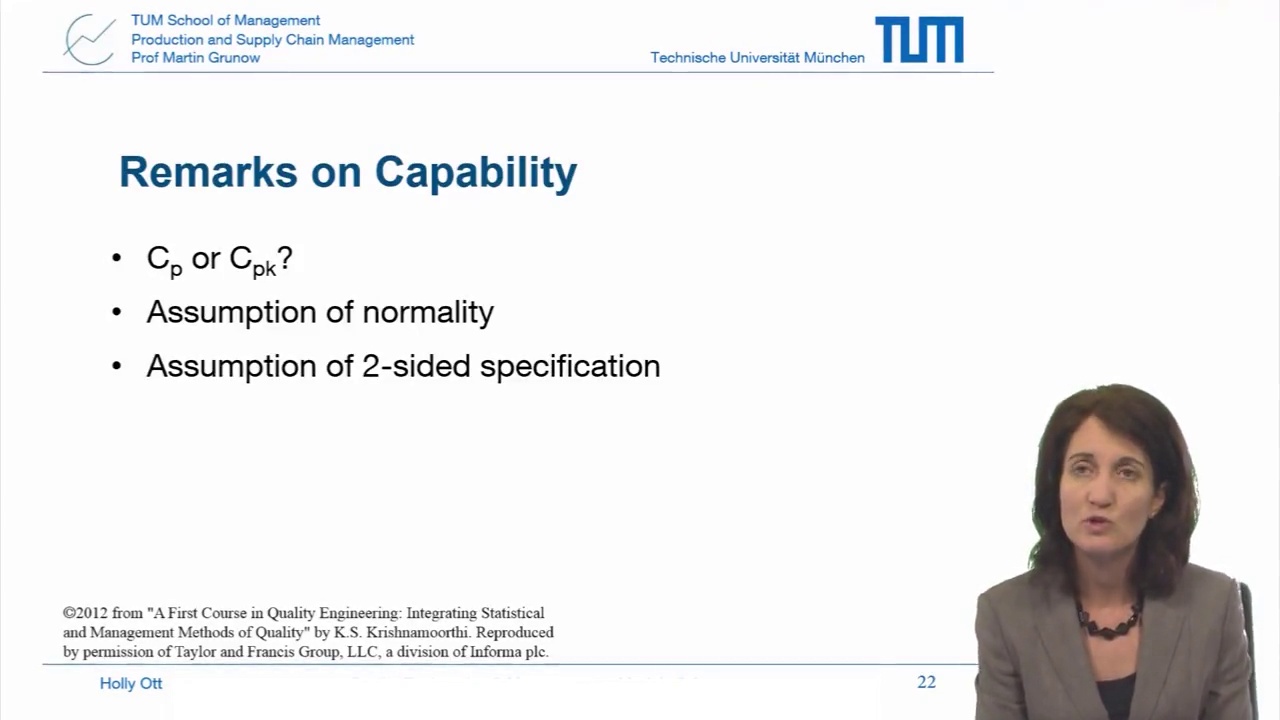 TUM School of Management
Production and Supply Chain Management
Prof Martin Grunow
Technische Universität München
TUM
Remarks on Capability
• Cp or Cpk?
• Assumption of normality
• Assumption of 2-sided specification
©2012 from "A First Course in Quality Engineering: Integrating Statistical
and Management Methods of Quality" by K.S. Krishnamoorthi. Reproduced
by permission of Taylor and Francis Group, LLC, a division of Informa plc.
Holly Ott
22